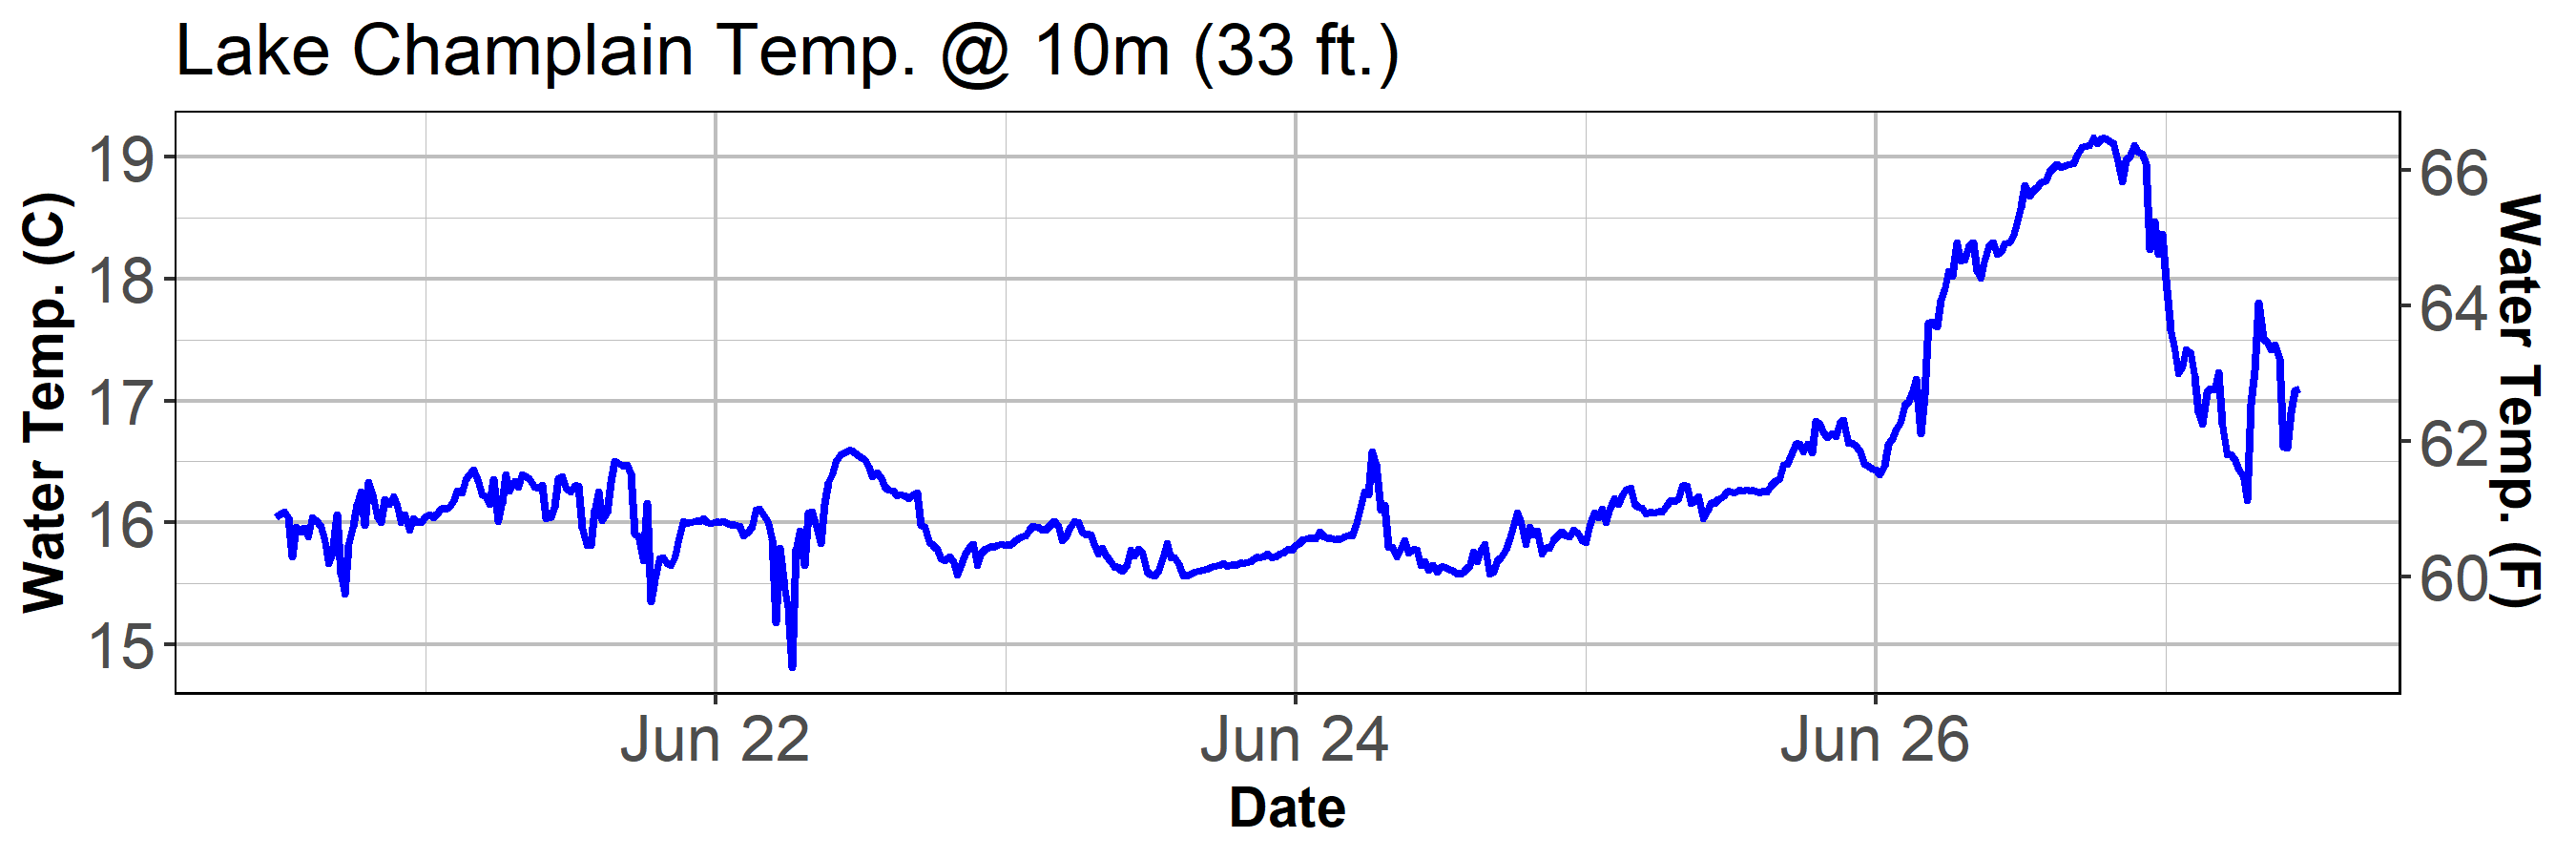 Lake Champlain Temp. @ 10m (33 ft.)
Water Temp. (C)
19
18
17
16
15
66
64
62
60
Water Temp. (F)
Jun 22
Jun 24
Jun 26
Date